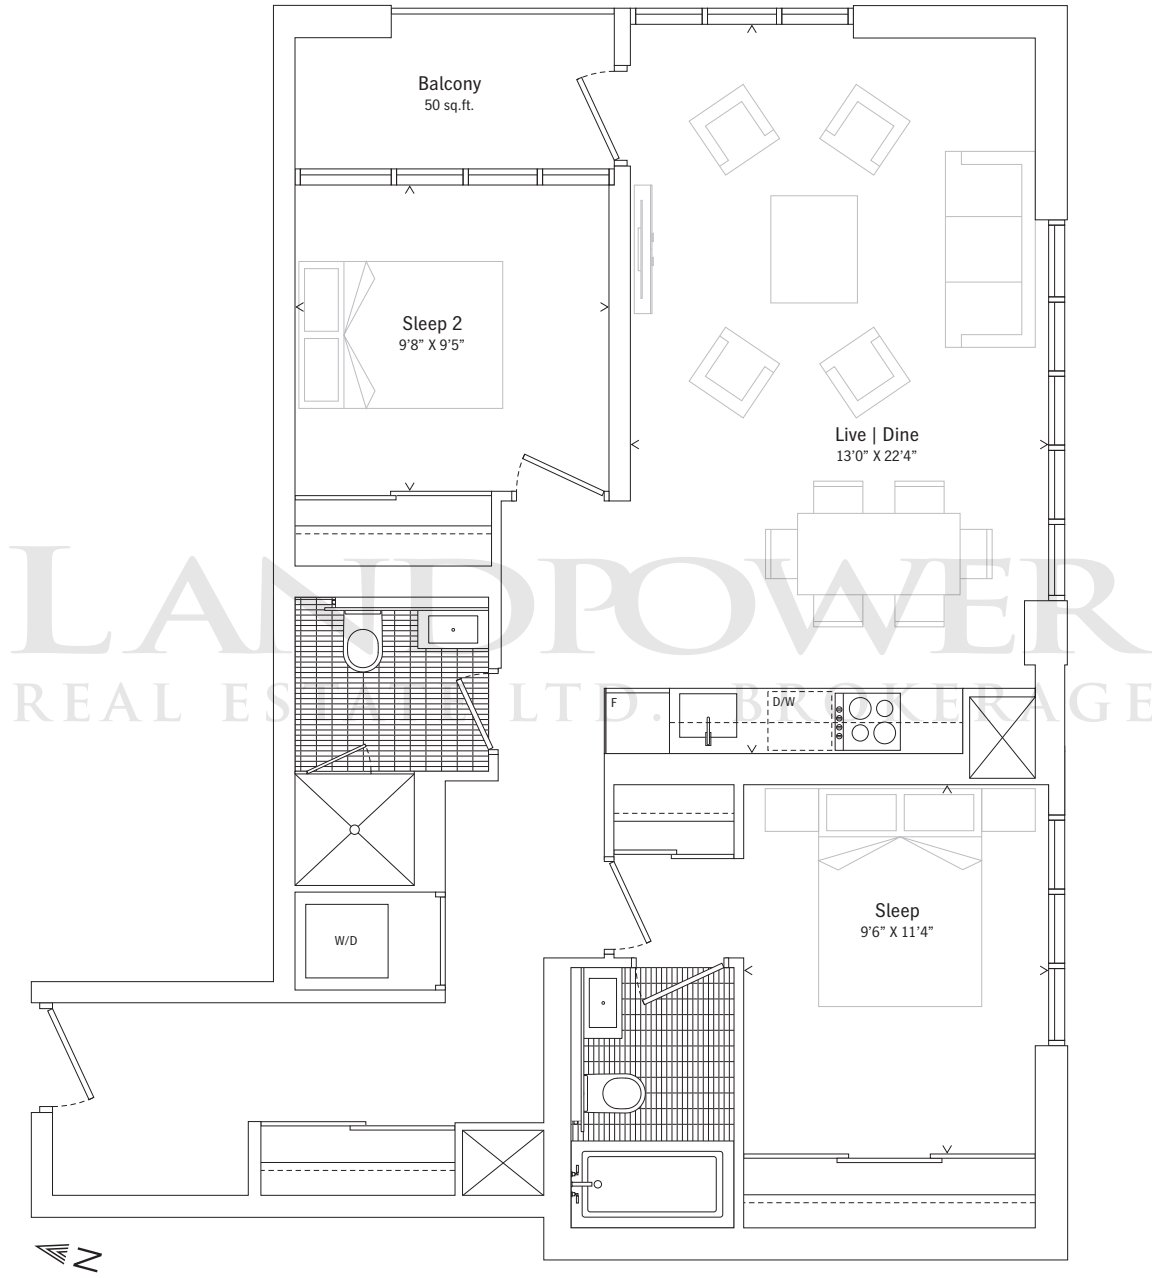 Balcony
50 sq.ft.
Sleep 2
9’8” X 9’5”
Live | Dine
13’0” X 22’4”
LANDPOWER
REAL ESTATE LTD. BROKERAGE
F
D/W
Sleep
9’6” X 11’4”
W/D
N